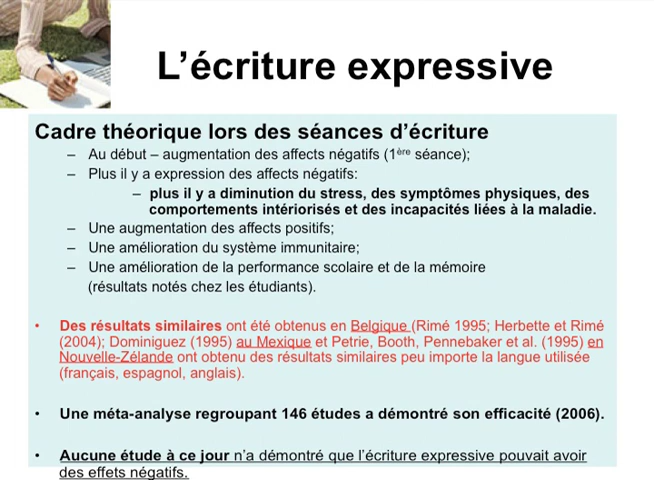 L’écriture expressive
Cadre théorique lors des séances d’écriture
– Au début – augmentation des affects négatifs (1ère séance);
– Plus il y a expression des affects négatifs:
– plus il y a diminution du stress, des symptômes physiques, des
comportements intériorisés et des incapacités liées à la maladie.
– Une augmentation des affects positifs;
– Une amélioration du système immunitaire;
– Une amélioration de la performance scolaire et de la mémoire
(résultats notés chez les étudiants).
• Des résultats similaires ont été obtenus en Belgique (Rimé 1995; Herbette et Rimé
(2004); Dominiguez (1995) au Mexique et Petrie, Booth, Pennebaker et al. (1995) en
Nouvelle-Zélande ont obtenu des résultats similaires peu importe la langue utilisée
(français, espagnol, anglais).
• Une méta-analyse regroupant 146 études a démontré son efficacité (2006).
• Aucune étude à ce jour n’a démontré que l’écriture expressive pouvait avoir
des effets négatifs.